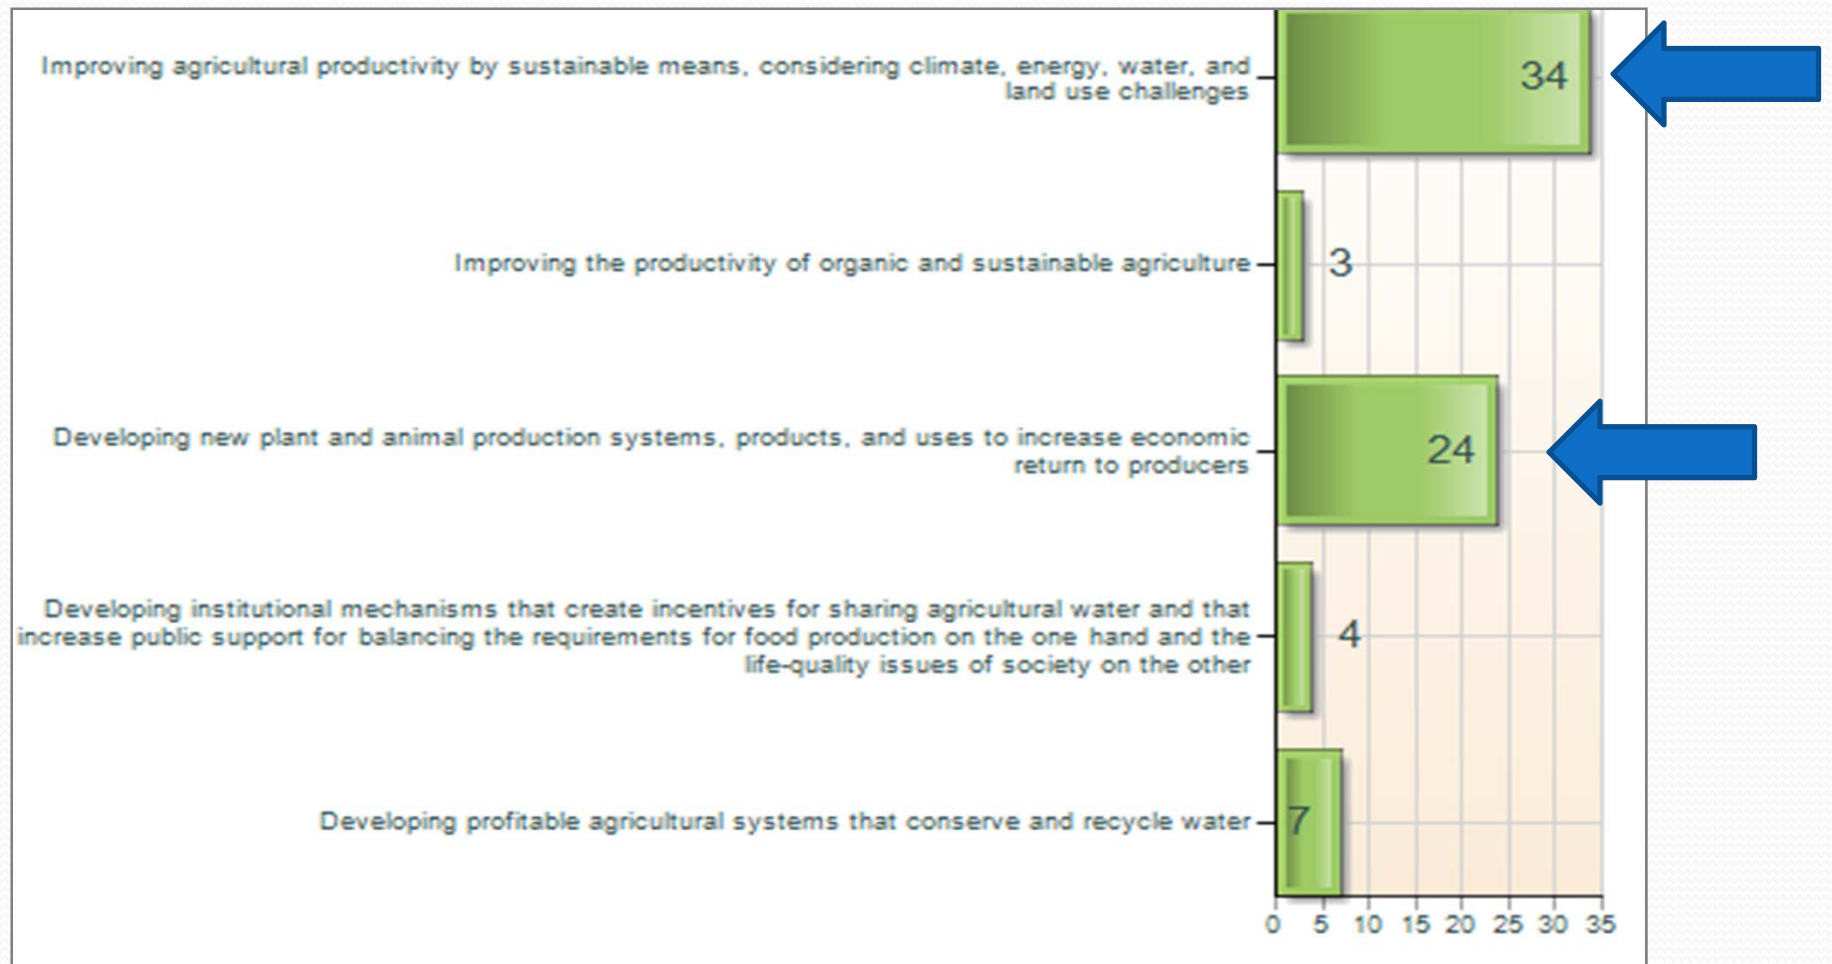 Improving agricultural productivity by sustainable means, considering climate, energy, water, and
land use challenges
34
Improving the productivity of organic and sustainable agriculture
3
Developing new plant and animal production systems, products, and uses to increase economic
return to producers
24
Developing institutional mechanisms that create incentives for sharing agricultural water and that
increase public support for balancing the requirements for food production on the one hand and the
life-quality issues of society on the other
4
Developing profitable agricultural systems that conserve and recycle water
7
0 5 10 15 20 25 30 35